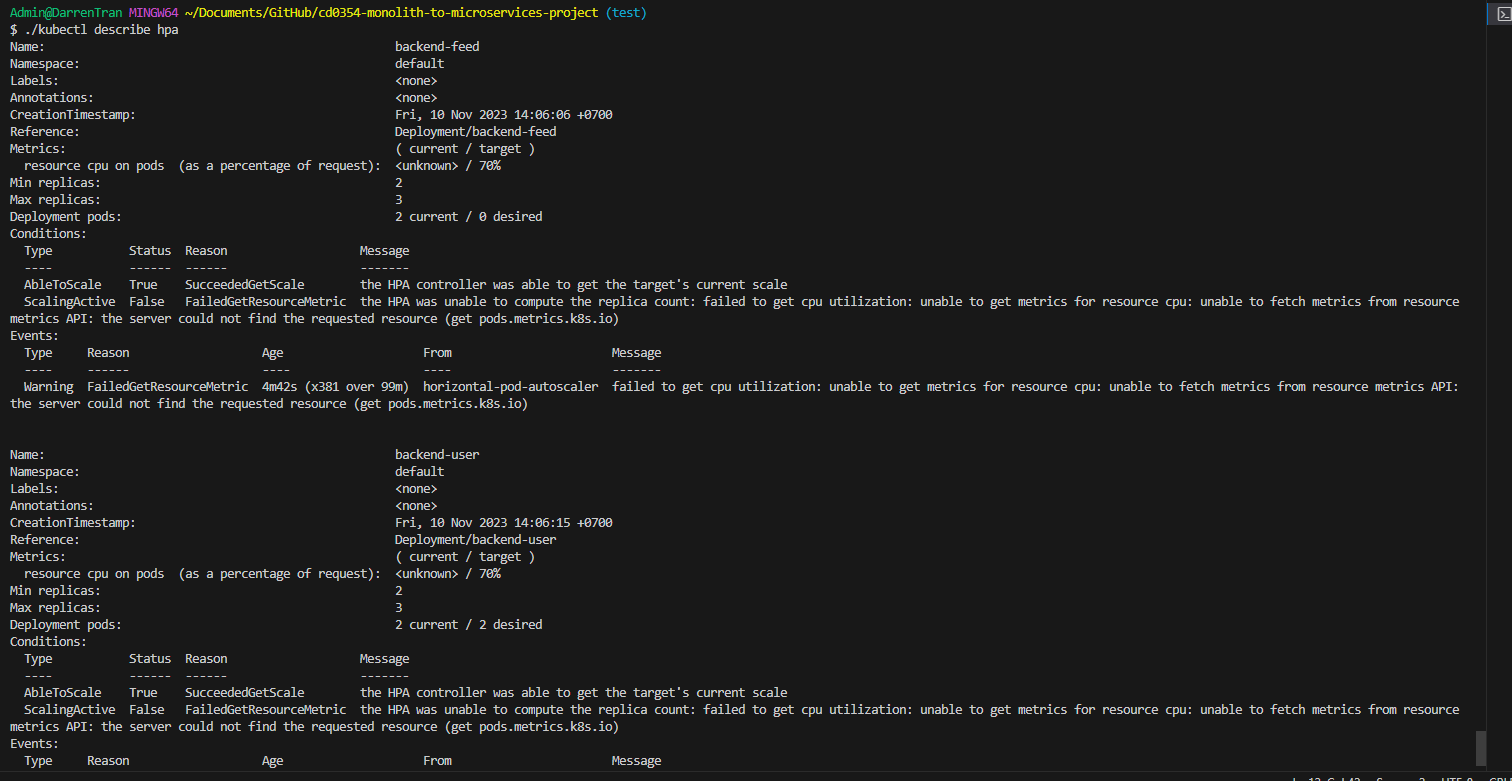 Admin@DarrenTran MINGW64 ~/Documents/GitHub/cd0354-monolith-to-microservices-project (test)
$ ./kubectl describe hpa
Name:                                                  backend-feed
Namespace:                                             default
Labels:                                                <none>
Annotations:                                           <none>
CreationTimestamp:                                     Fri, 10 Nov 2023 14:06:06 +0700
Reference:                                             Deployment/backend-feed
Metrics:                                               ( current / target )
  resource cpu on pods  (as a percentage of request):  <unknown> / 70%
Min replicas:                                          2
Max replicas:                                          3
Deployment pods:                                       2 current / 0 desired
Conditions:
  Type           Status  Reason                   Message
  ----           ------  ------                   -------
  AbleToScale    True    SucceededGetScale        the HPA controller was able to get the target's current scale
  ScalingActive  False   FailedGetResourceMetric  the HPA was unable to compute the replica count: failed to get cpu utilization: unable to get metrics for resource cpu: unable to fetch metrics from resource
metrics API: the server could not find the requested resource (get pods.metrics.k8s.io)
Events:
  Type     Reason                   Age                    From                       Message
  ----     ------                   ----                   ----                       -------
  Warning  FailedGetResourceMetric  4m42s (x381 over 99m)  horizontal-pod-autoscaler  failed to get cpu utilization: unable to get metrics for resource cpu: unable to fetch metrics from resource metrics API:
the server could not find the requested resource (get pods.metrics.k8s.io)
Name:                                                  backend-user
Namespace:                                             default
Labels:                                                <none>
Annotations:                                           <none>
CreationTimestamp:                                     Fri, 10 Nov 2023 14:06:15 +0700
Reference:                                             Deployment/backend-user
Metrics:                                               ( current / target )
  resource cpu on pods  (as a percentage of request):  <unknown> / 70%
Min replicas:                                          2
Max replicas:                                          3
Deployment pods:                                       2 current / 2 desired
Conditions:
  Type           Status  Reason                   Message
  ----           ------  ------                   -------
  AbleToScale    True    SucceededGetScale        the HPA controller was able to get the target's current scale
  ScalingActive  False   FailedGetResourceMetric  the HPA was unable to compute the replica count: failed to get cpu utilization: unable to get metrics for resource cpu: unable to fetch metrics from resource
metrics API: the server could not find the requested resource (get pods.metrics.k8s.io)
Events:
  Type     Reason                   Age                    From                       Message